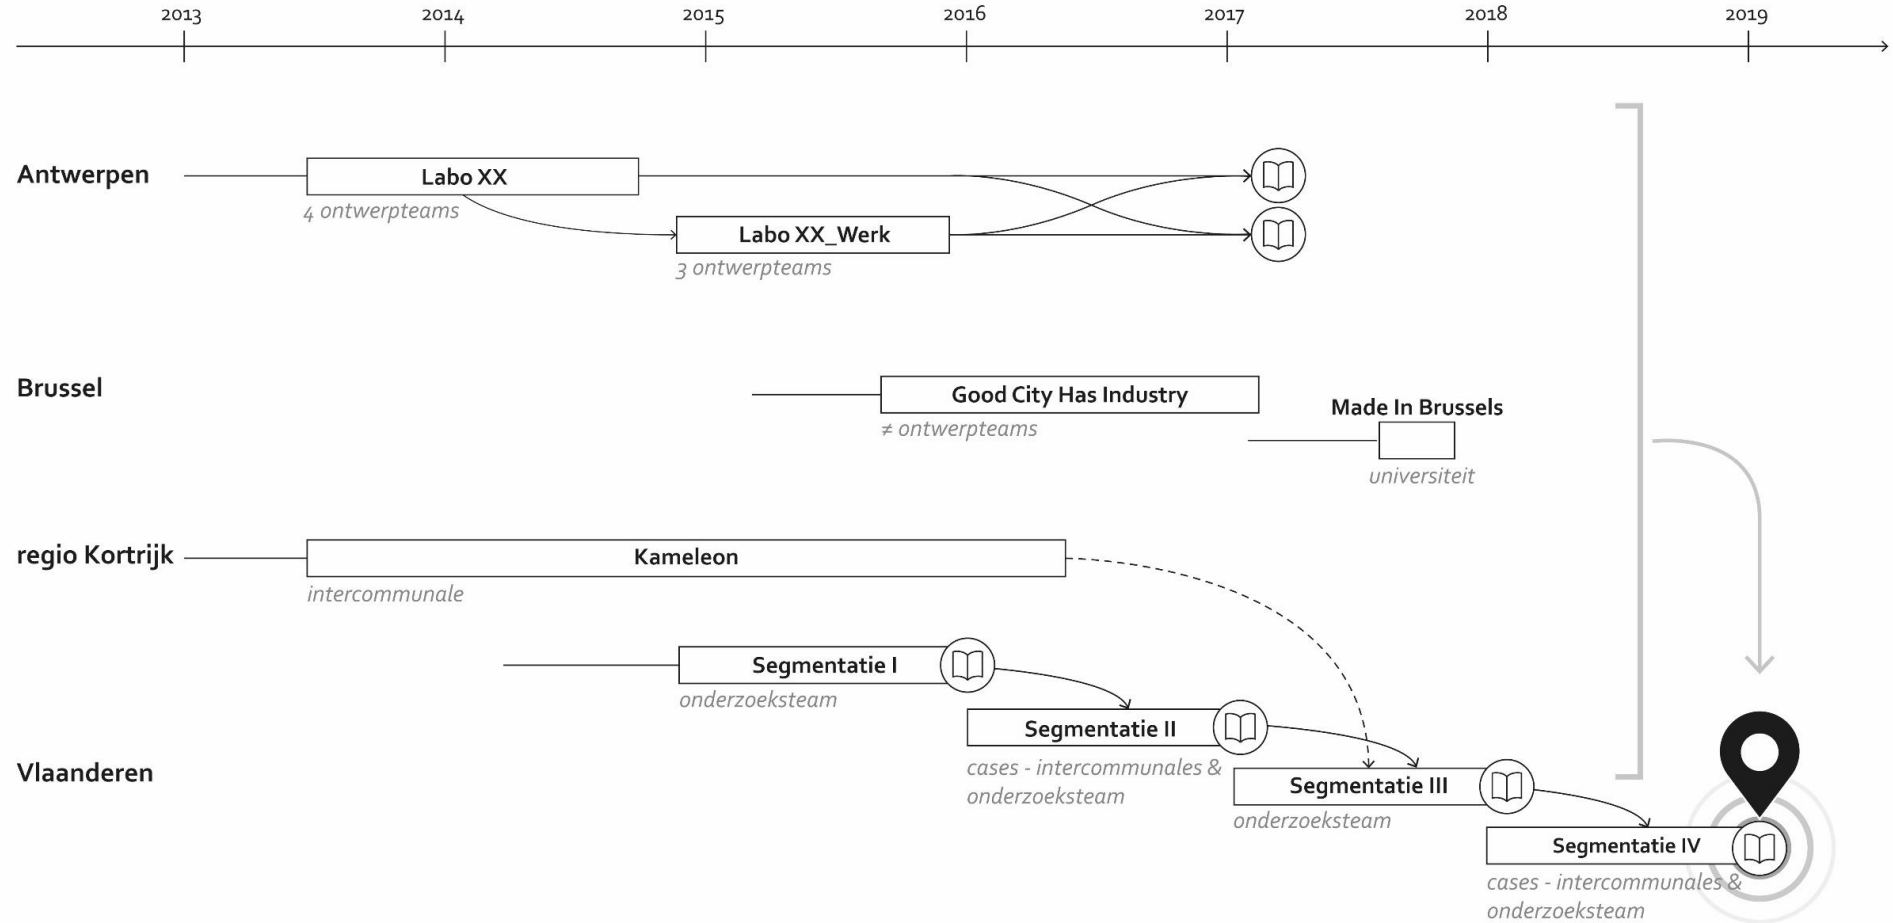 2013 2014 2015 2016 2017 2018 2019
Antwerpen
Labo XX
4 ontwerpteams
Labo XX_Werk
3 ontwerpteams
Brussel
Good City Has Industry
≠ ontwerpteams
Made In Brussels
universiteit
regio Kortrijk
Kameleon
intercommunale
Vlaanderen
Segmentatie I
onderzoeksteam
Segmentatie II
cases - intercommunales &
onderzoeksteam
Segmentatie III
onderzoeksteam
Segmentatie IV
cases - intercommunales &
onderzoeksteam